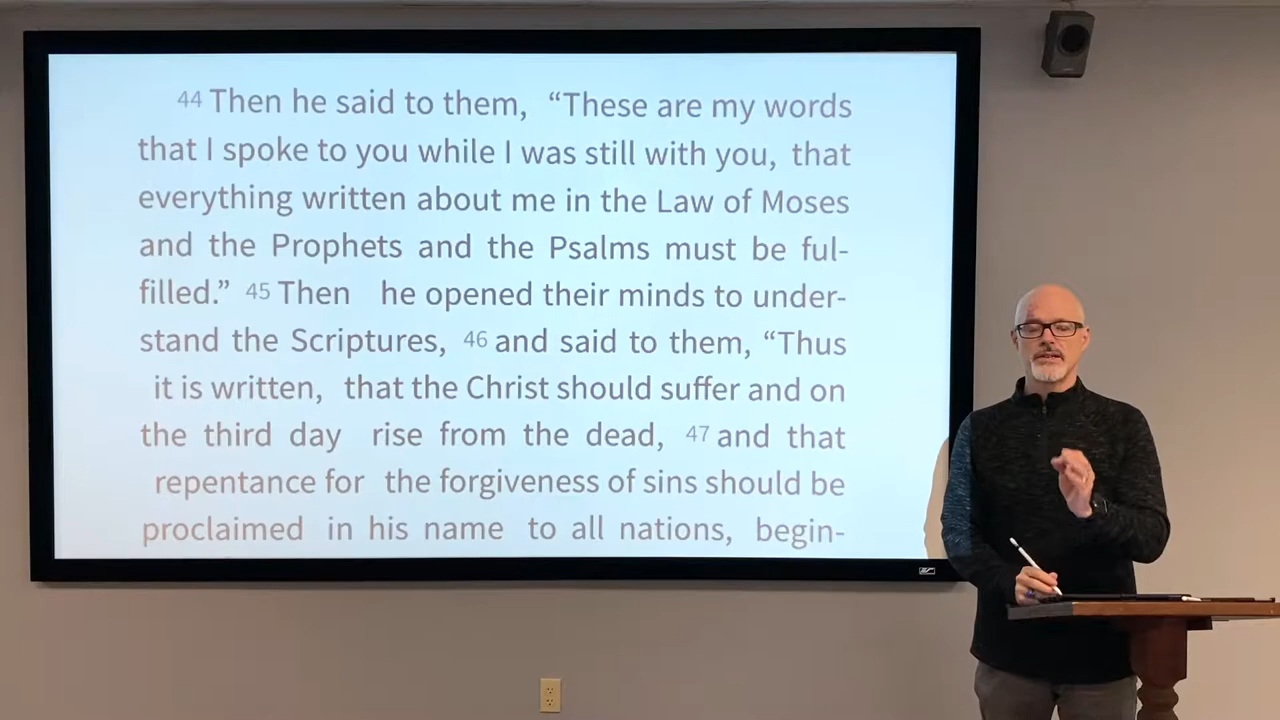 44 Then he said to them, “These are my words
that I spoke to you while I was still with you, that
everything written about me in the Law of Moses
and the Prophets and the Psalms must be ful-
filled.” 45 Then he opened their minds to under-
stand the Scriptures, 46 and said to them, “Thus
it is written, that the Christ should suffer and on
the third day rise from the dead, 47 and that
repentance for the forgiveness of sins should be
proclaimed in his name to all nations, begin-